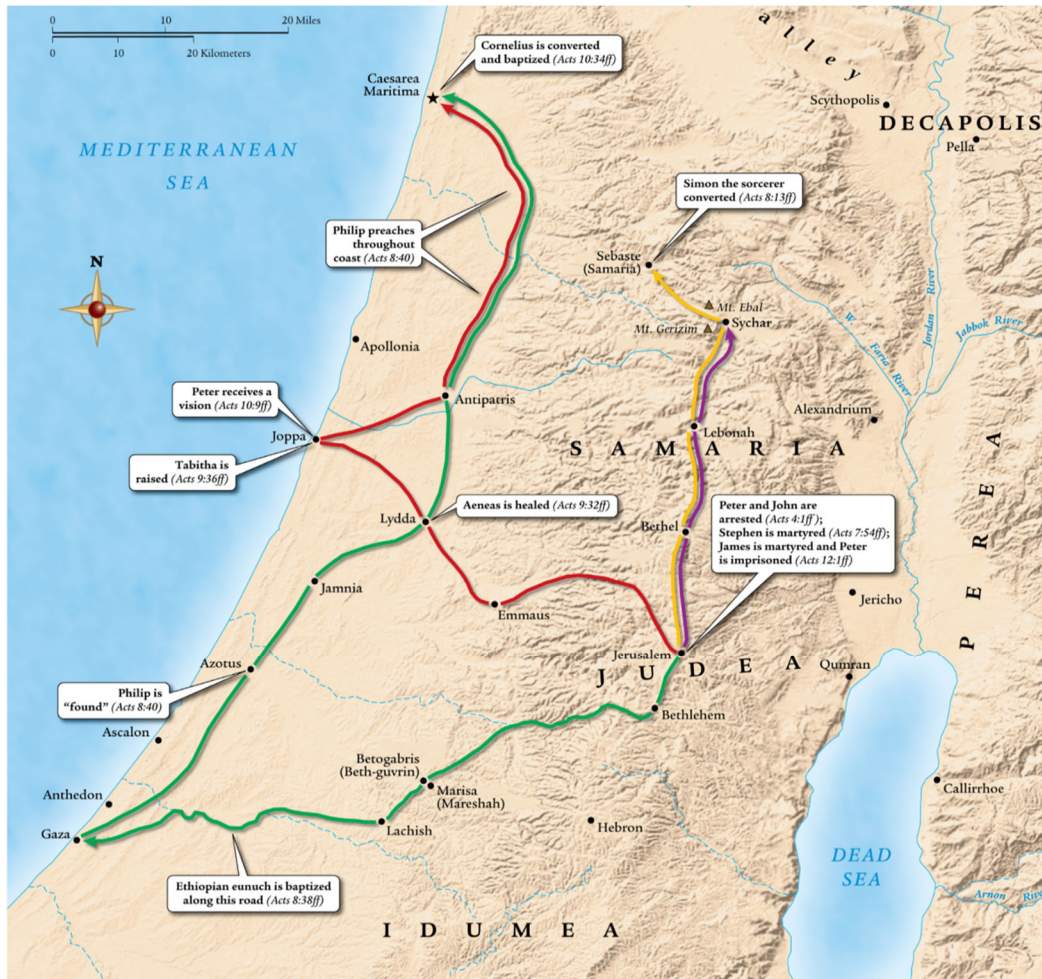 0 20 Miles
0 10 20 Kilometers
alley
Cornelius is converted
and baptized (Acts 10:34ff)
Caesarea
Maritima
Scythopolis
DECAPOLIS
Pella
MEDITERRANEAN
SEA
Simon the sorcerer
converted (Acts 8:13ff)
Philip preaches
throughout
coast (Acts 8:40)
Sebaste
(Samaria)
N
Mt. Ebal
Mt. Gerizim
Sychar
W. Faria River
Jordan River
Jabbok River
Apollonia
Peter receives a
vision (Acts 10:9ff)
Antipatris
Alexandrium
Joppa
Lebonah
SAMARIA
Tabitha is
raised (Acts 9:36ff)
Aeneas is healed (Acts 9:32ff)
Lydda
Bethel
Peter and John are
arrested (Acts 4:1ff);
Stephen is martyred (Acts 7:54ff);
James is martyred and Peter
is imprisoned (Acts 12:1ff)
PEREA
Jamnia
Emmaus
Jericho
Jerusalem
JUDEA
Qumran
Azotus
Philip is
“found” (Acts 8:40)
Bethlehem
Ascalon
Betogabris
(Beth-guvrin)
Marisa
(Mareshah)
Callirrhoe
Anthedon
Gaza
Lachish
Hebron
DEAD
SEA
Ethiopian eunuch is baptized
along this road (Acts 8:38ff)
Arnon River
IDUMEA